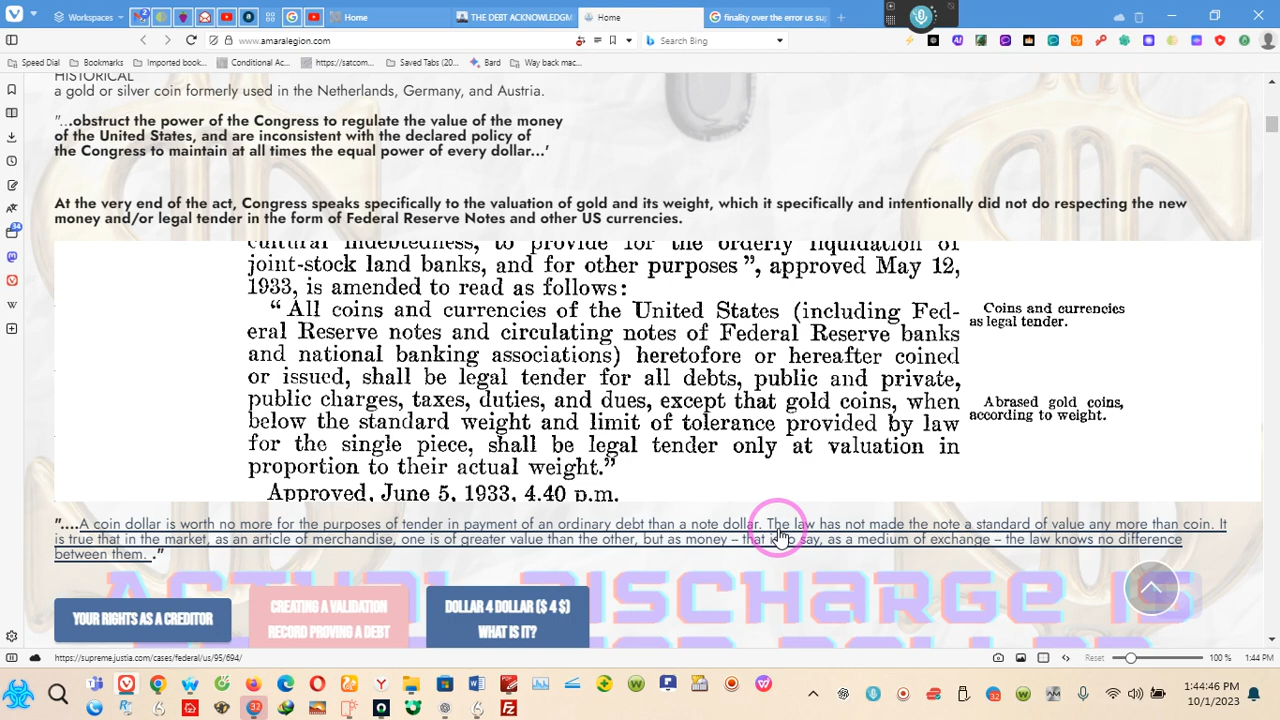 Workspaces
Home
THE DEBT ACKNOWLEDGM
Home
finality over the error us sup
www.amaralegion.com
Search Bing
Speed Dial
Bookmarks
Imported book...
Conditional Ac...
https://satcom...
Saved Tabs (20...
Bard
Way back mac...
HISTORICAL
a gold or silver coin formerly used in the Netherlands, Germany, and Austria.
"...obstruct the power of the Congress to regulate the value of the money
of the United States, and are inconsistent with the declared policy of
the Congress to maintain at all times the equal power of every dollar...'
At the very end of the act, Congress speaks specifically to the valuation of gold and its weight, which it specifically and intentionally did not do respecting the new
money and/or legal tender in the form of Federal Reserve Notes and other US currencies.
cultural indebtedness, to provide for the orderly liquidation of
joint-stock land banks, and for other purposes", approved May 12,
1933, is amended to read as follows:
"All coins and currencies of the United States (including Fed-
eral Reserve notes and circulating notes of Federal Reserve banks
and national banking associations) heretofore or hereafter coined
or issued, shall be legal tender for all debts, public and private,
public charges, taxes, duties, and dues, except that gold coins, when
below the standard weight and limit of tolerance provided by law
for the single piece, shall be legal tender only at valuation in
proportion to their actual weight."
Approved, June 5, 1933, 4.40 p.m.
Coins and currencies
as legal tender.
Abrased gold coins,
according to weight.
"....A coin dollar is worth no more for the purposes of tender in payment of an ordinary debt than a note dollar. The law has not made the note a standard of value any more than coin. It
is true that in the market, as an article of merchandise, one is of greater value than the other, but as money -- that is to say, as a medium of exchange -- the law knows no difference
between them. ."
ACTUAL DISCHARGE IS
YOUR RIGHTS AS A CREDITOR
CREATING A VALIDATION
RECORD PROVING A DEBT
DOLLAR 4 DOLLAR ($ 4 $)
WHAT IS IT?
https://supreme.justia.com/cases/federal/us/95/694/
Reset
100 %
1:44 PM
1:44:46 PM
10/1/2023